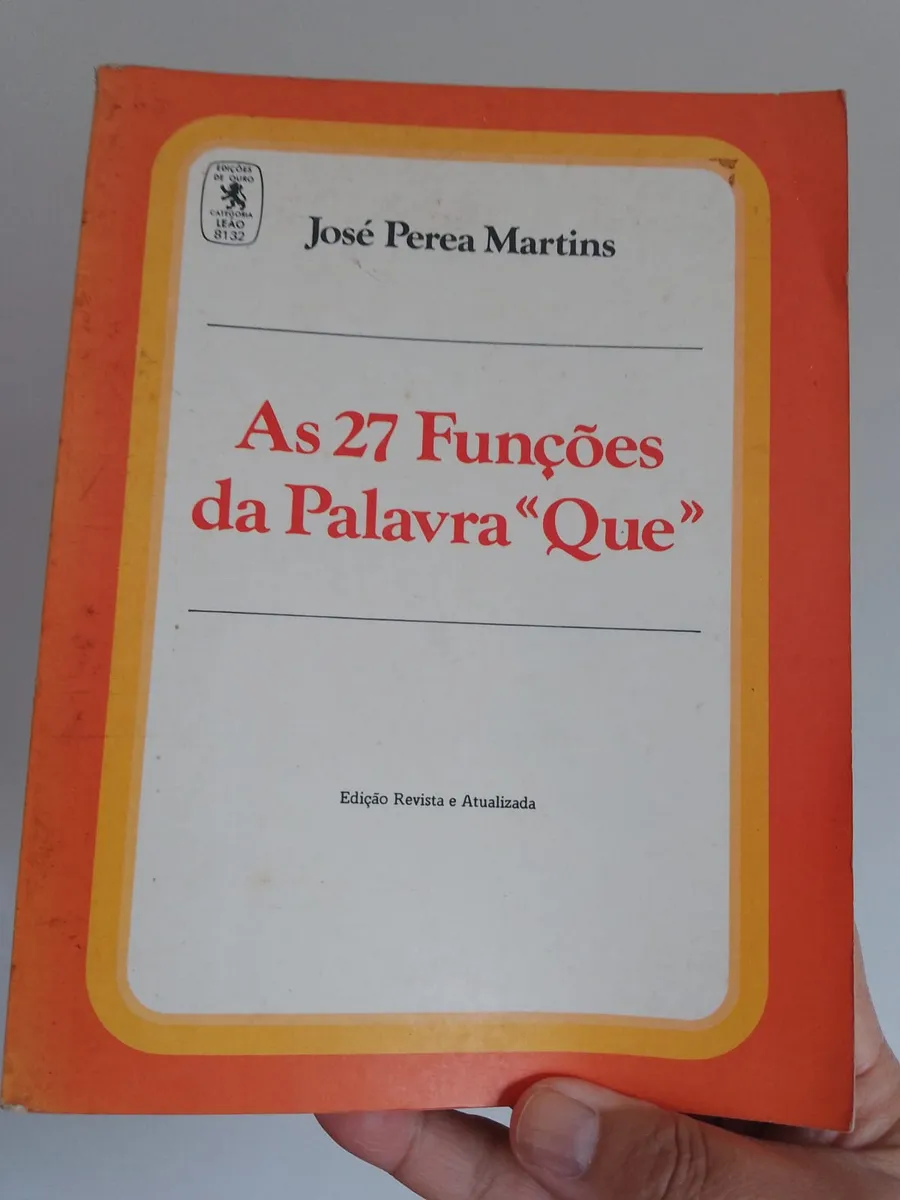 EDIÇÕES
DE OURO
CATEGORIA
LEÃO
8132
José Perea Martins
As 27 Funções
da Palavra “Que”
Edição Revista e Atualizada